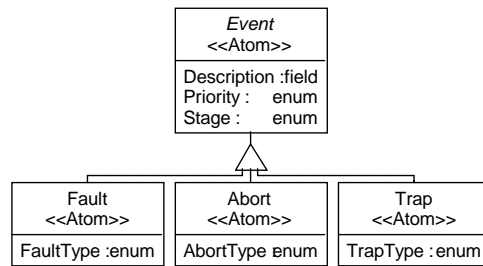 Event
<<Atom>>
Description :field
Priority : enum
Stage : enum
Fault
<<Atom>>
FaultType :enum
Abort
<<Atom>>
AbortType :enum
Trap
<<Atom>>
TrapType : enum